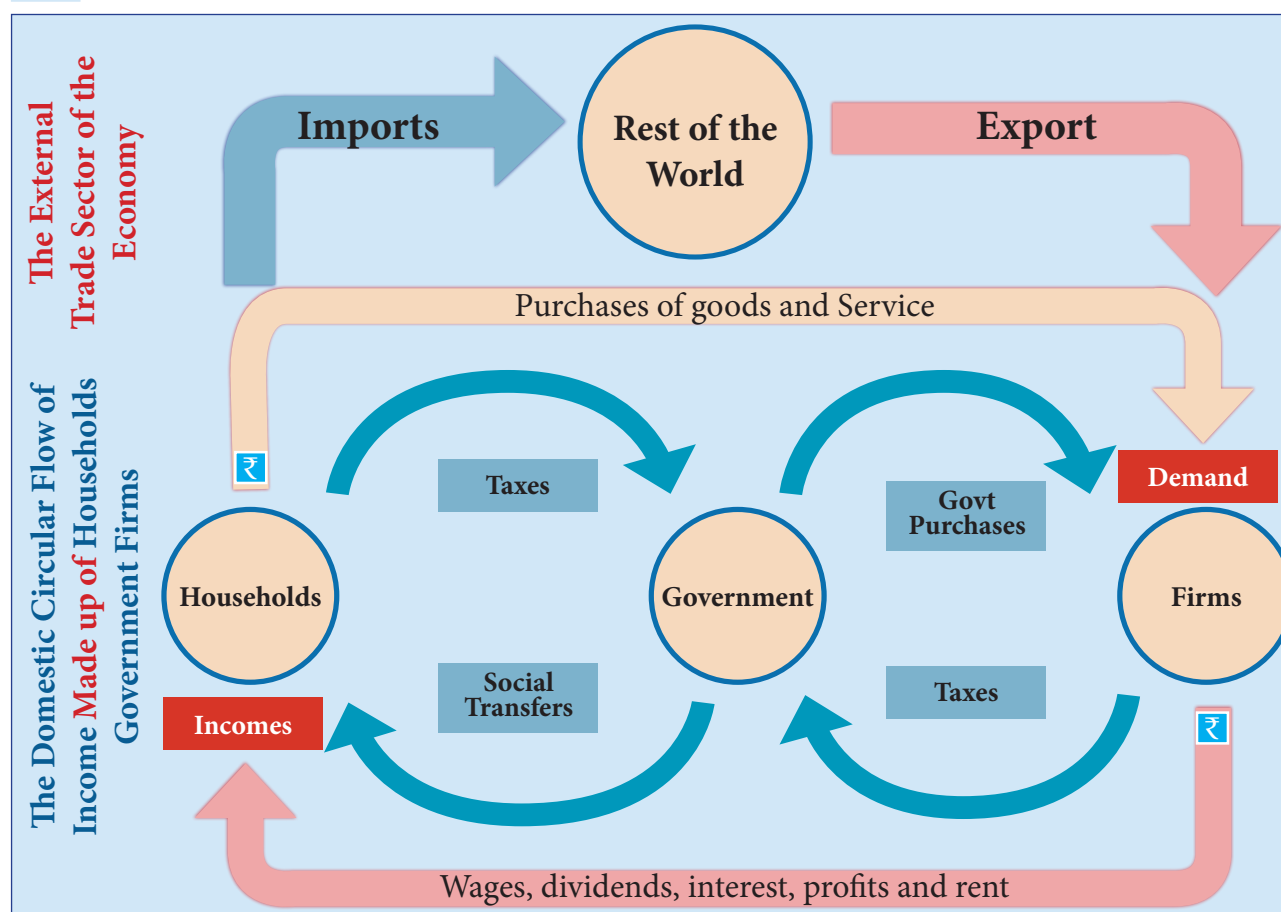 The External
Trade Sector of the
Economy
Imports
Rest of the
World
Export
Purchases of goods and Service
The Domestic Circular Flow of
Income Made up of Households
Government Firms
₹
Taxes
Govt
Purchases
Demand
Households
Government
Firms
Incomes
Social
Transfers
Taxes
₹
Wages, dividends, interest, profits and rent